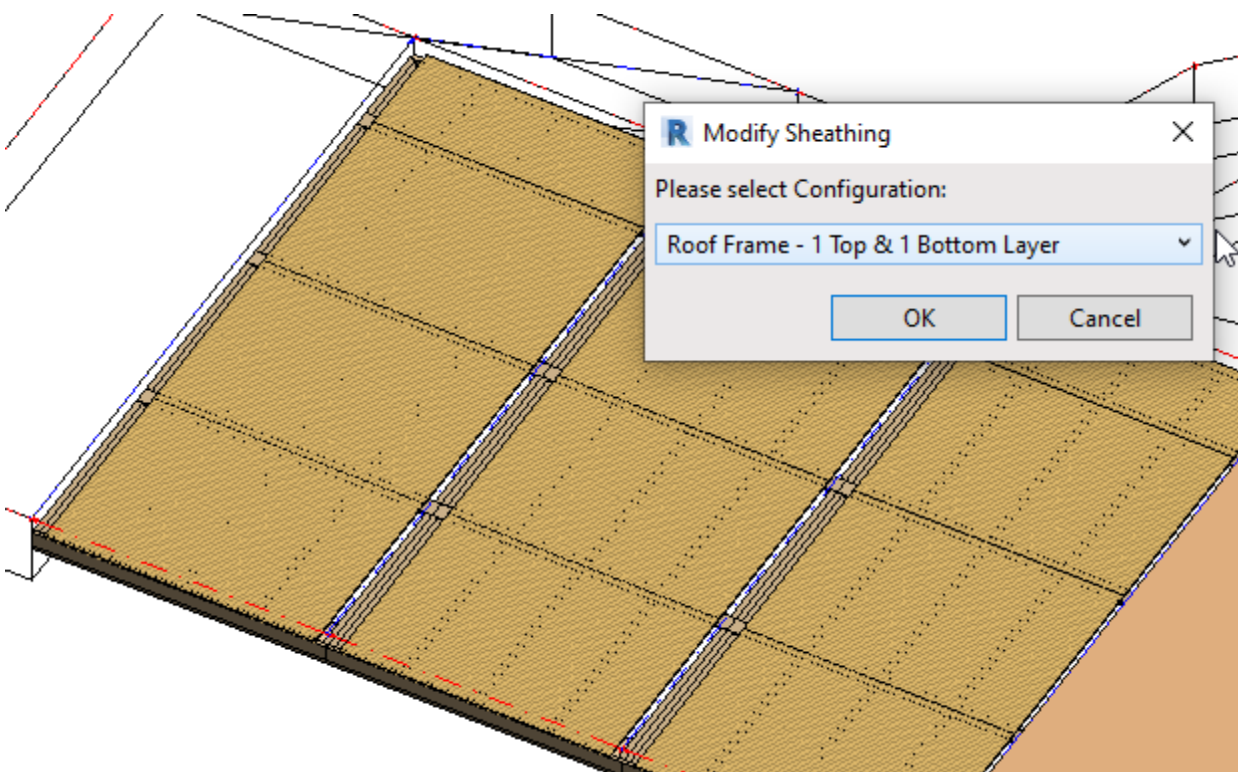 Modify Sheathing
Please select Configuration:
Roof Frame - 1 Top & 1 Bottom Layer
OK
Cancel